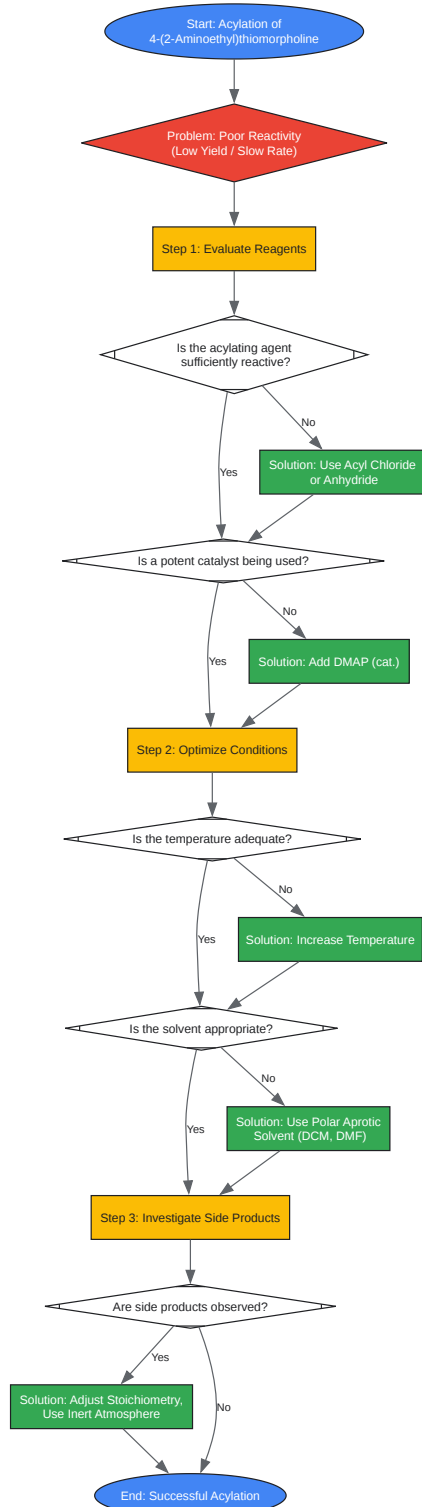 Start: Acylation of
4-(2-Aminoethyl)thiomorpholine
Problem: Poor Reactivity
(Low Yield / Slow Rate)
Step 1: Evaluate Reagents
Is the acylating agent
sufficiently reactive?
No
Yes
Solution: Use Acyl Chloride
or Anhydride
Is a potent catalyst being used?
No
Yes
Solution: Add DMAP (cat.)
Step 2: Optimize Conditions
Is the temperature adequate?
No
Yes
Solution: Increase Temperature
Is the solvent appropriate?
No
Yes
Solution: Use Polar Aprotic
Solvent (DCM, DMF)
Step 3: Investigate Side Products
Are side products observed?
Yes
No
Solution: Adjust Stoichiometry,
Use Inert Atmosphere
End: Successful Acylation